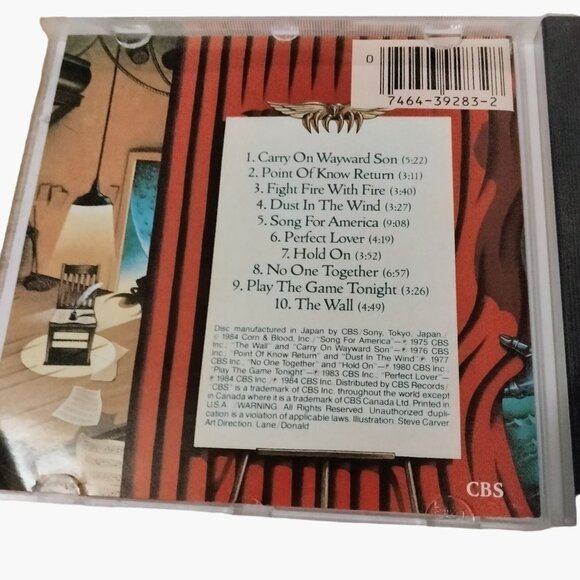 0
7464-39283-2
1. Carry On Wayward Son (5:22)
2. Point Of Know Return (3:11)
3. Fight Fire With Fire (3:40)
4. Dust In The Wind (3:27)
5. Song For America (9:08)
6. Perfect Lover (4:19)
7. Hold On (3:52)
8. No One Together (6:57)
9. Play The Game Tonight (3:26)
10. The Wall (4:49)
Disc manufactured in Japan by CBS/Sony, Tokyo, Japan./
© 1984 Corn & Blood, Inc./"Song For America"—℗ 1975 CBS
Inc., "The Wall" and "Carry On Wayward Son"—℗ 1976 CBS
Inc., "Point Of Know Return" and "Dust In The Wind" ℗ 1977
CBS Inc., "No One Together" and "Hold On"—℗ 1980 CBS Inc.,
"Play The Game Tonight"—℗ 1983 CBS Inc., "Perfect Lover"—
℗ 1984 CBS Inc./℗ 1984 CBS Inc. Distributed by CBS Records/
"CBS" is a trademark of CBS Inc. throughout the world except
in Canada where it is a trademark of CBS Canada Ltd. Printed in
U.S.A./WARNING: All Rights Reserved. Unauthorized dupli-
cation is a violation of applicable laws. Illustration: Steve Carver
Art Direction: Lane/Donald
CBS